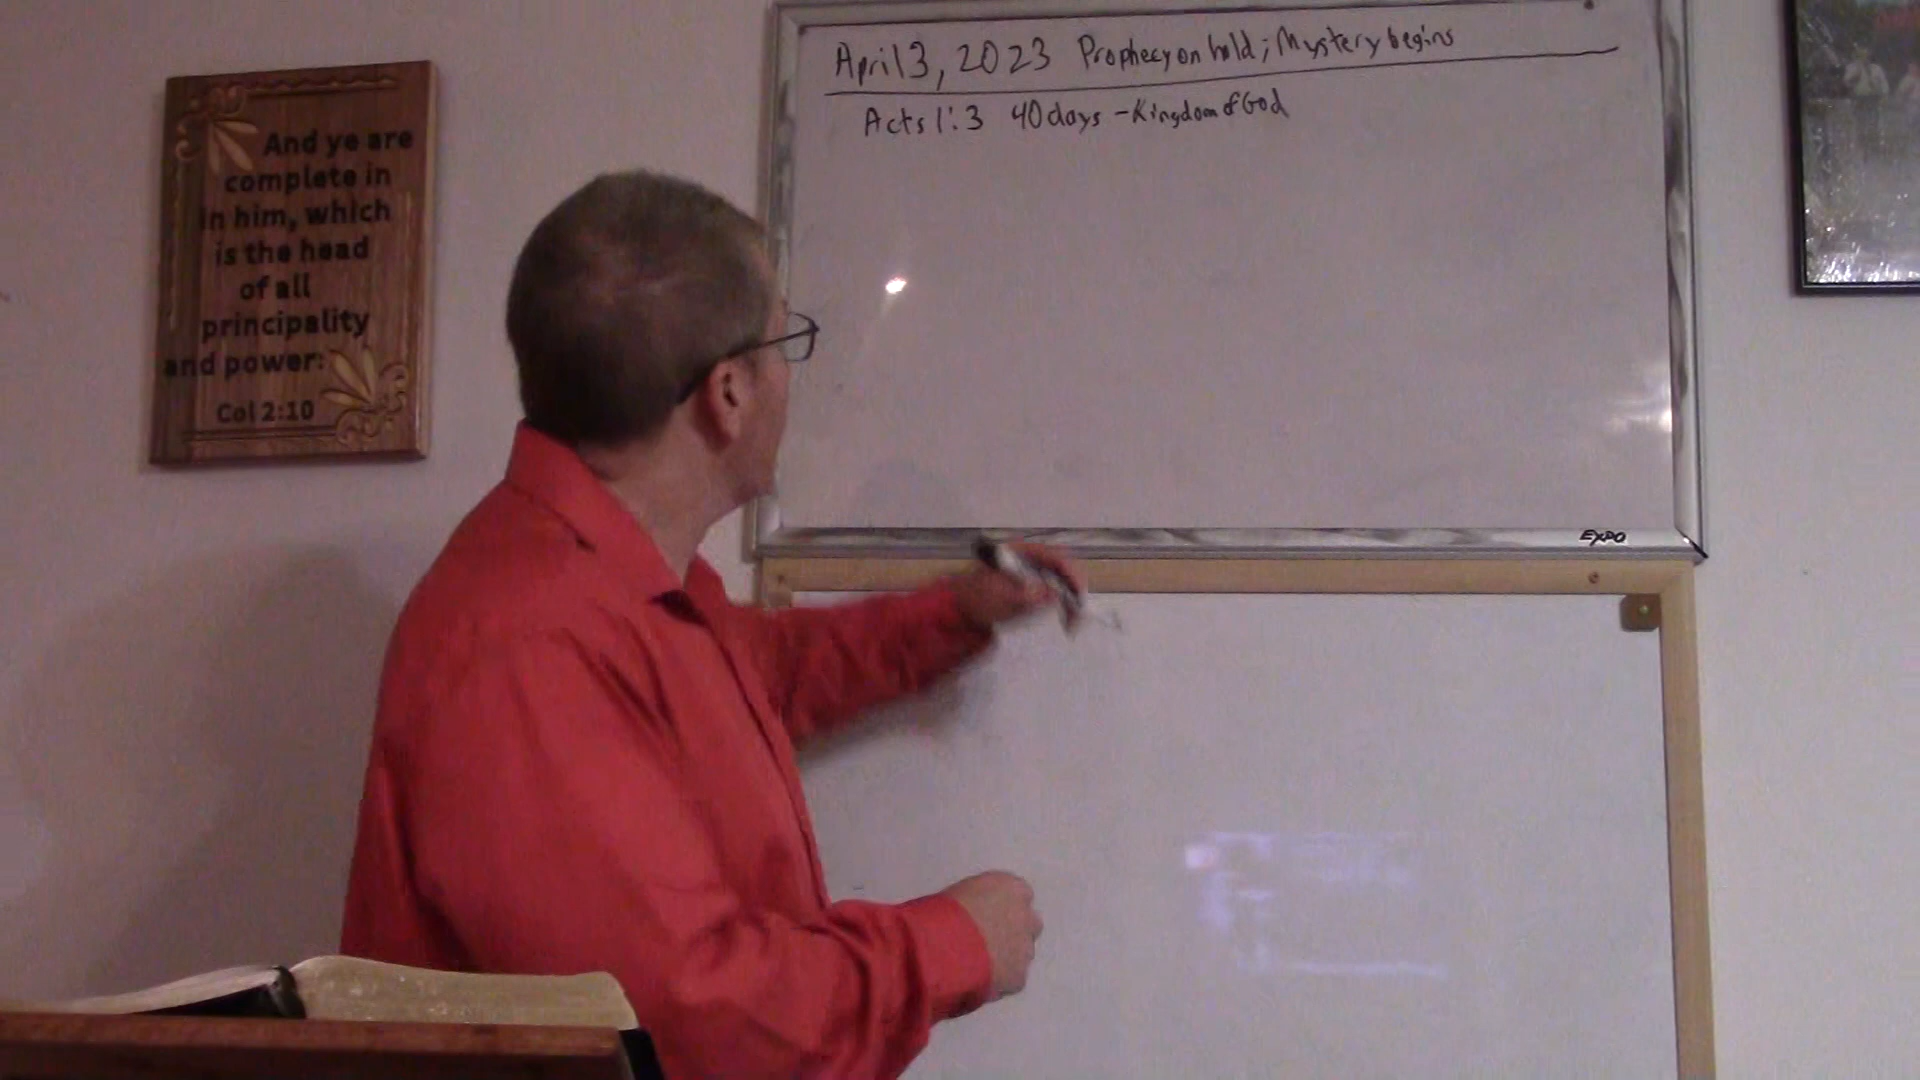 And ye are
complete in
in him, which
is the head
of all
principality
and power:
Col 2:10
April 3, 2023 Prophecy on hold; Mystery begins
Acts 1:3 40 days - Kingdom of God
EXPO